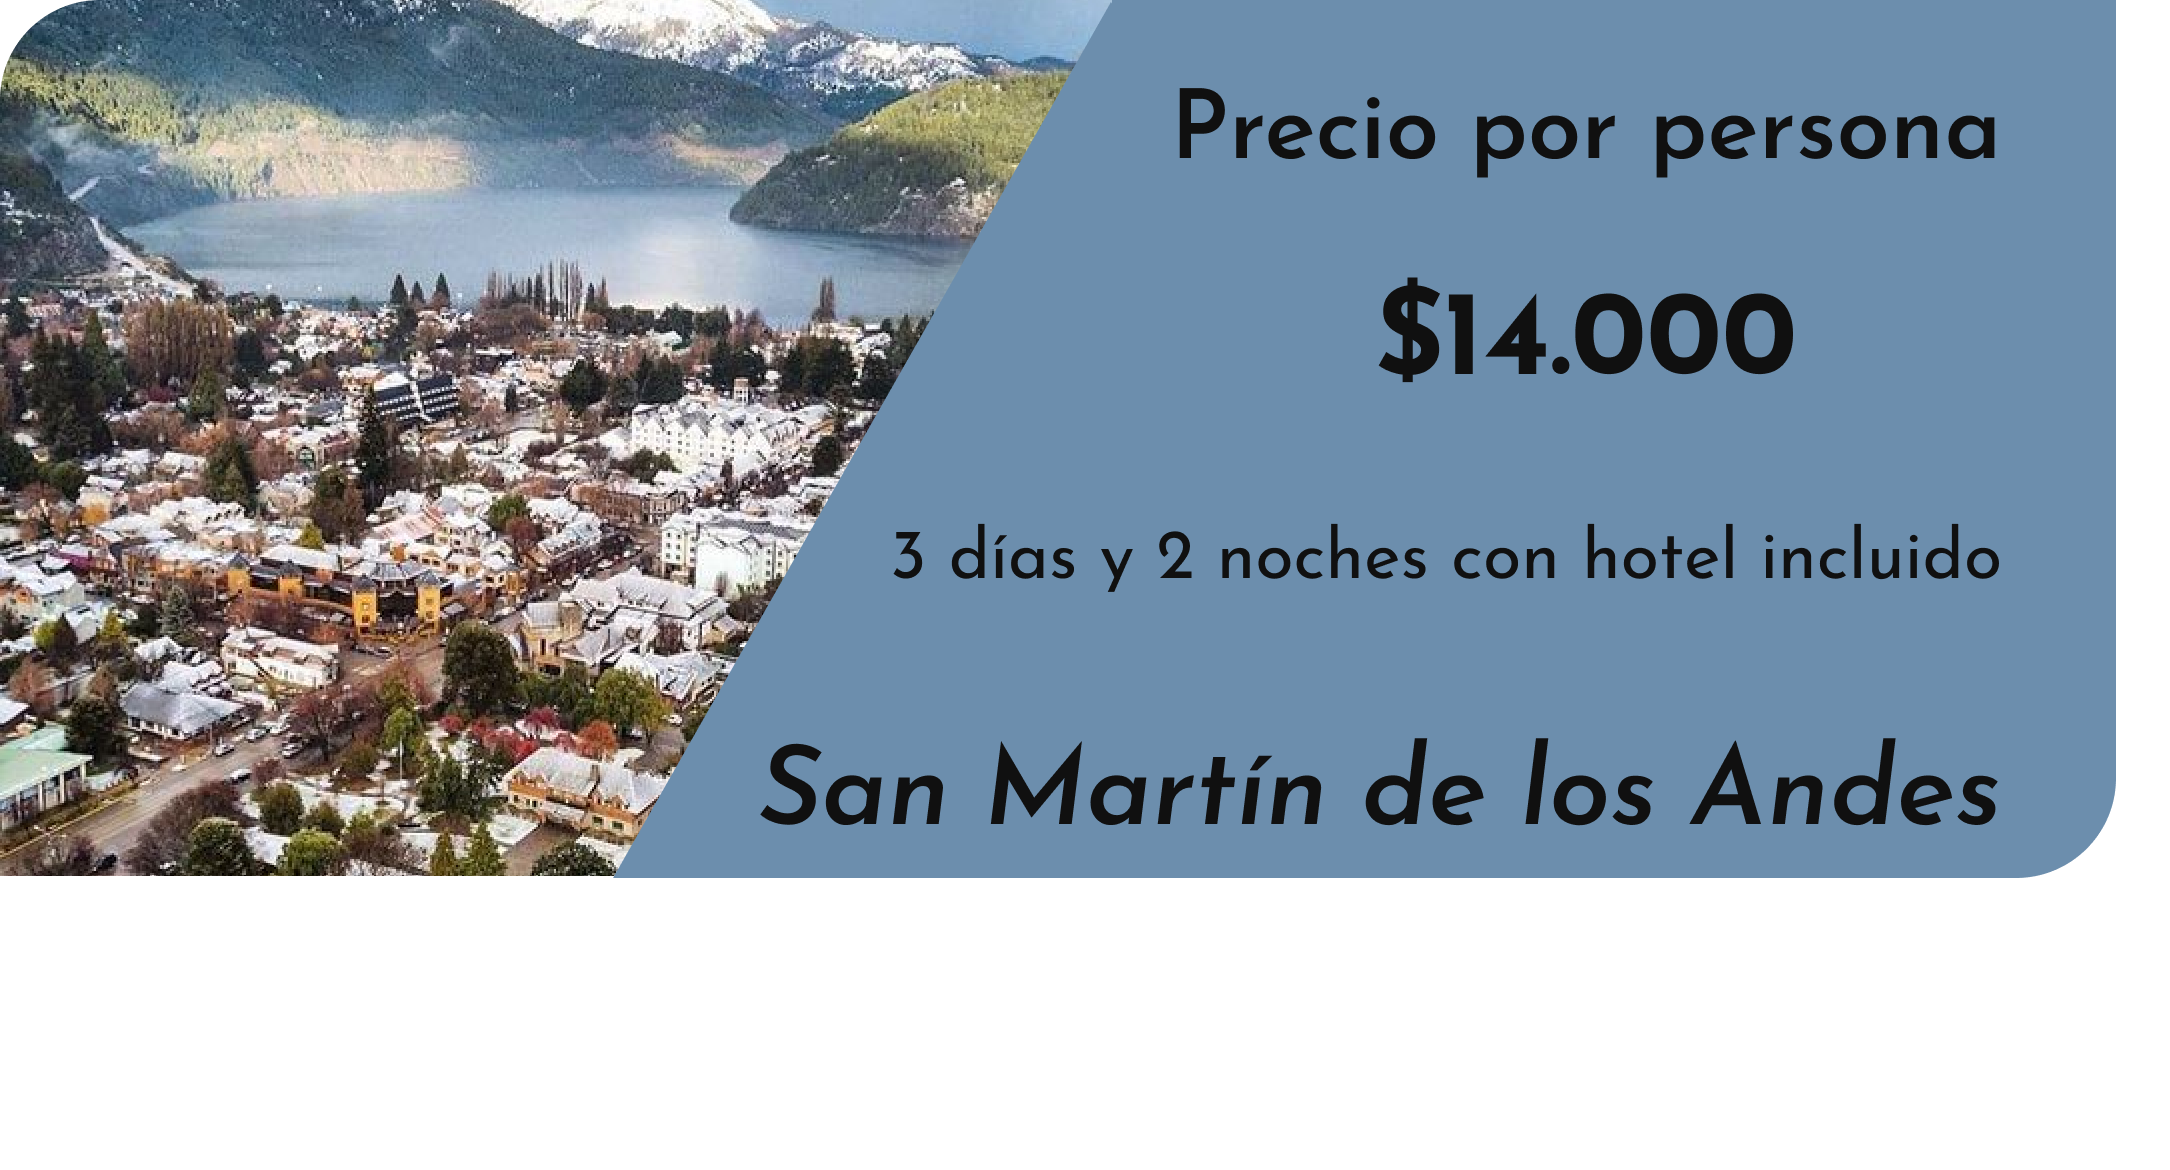 Precio por persona
$14.000
3 días y 2 noches con hotel incluido
San Martín de los Andes